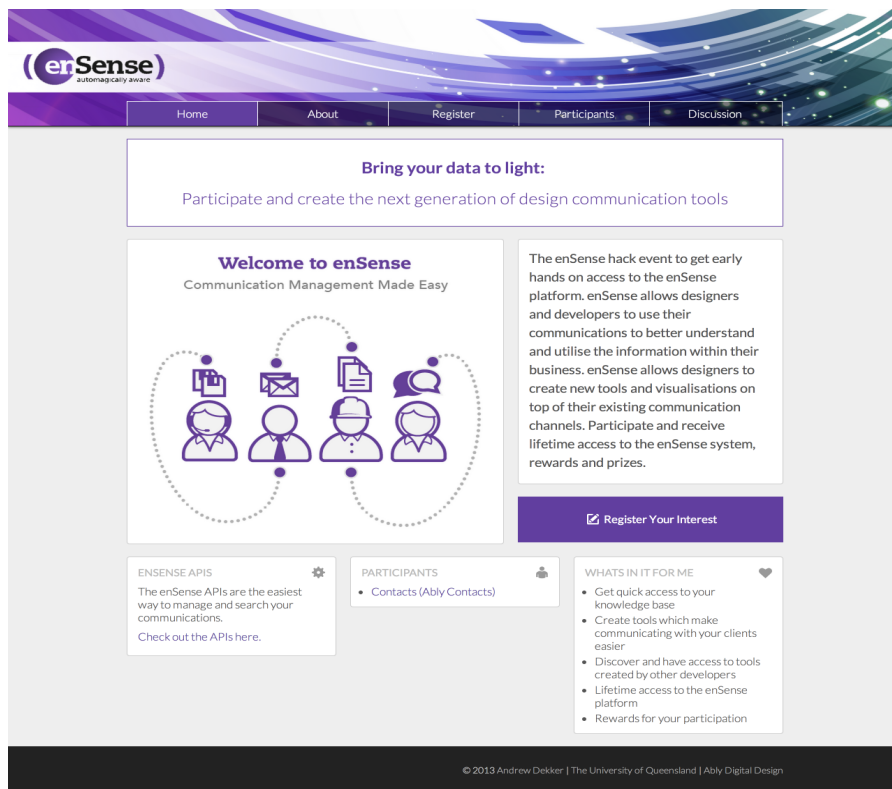 (enSense)
automagically aware
Home About Register Participants Discussion
Bring your data to light:
Participate and create the next generation of design communication tools
Welcome to enSense
Communication Management Made Easy
The enSense hack event to get early
hands on access to the enSense
platform. enSense allows designers
and developers to use their
communications to better understand
and utilise the information within their
business. enSense allows designers to
create new tools and visualisations on
top of their existing communication
channels. Participate and receive
lifetime access to the enSense system,
rewards and prizes.
Register Your Interest
ENSENSE APIS
The enSense APIs are the easiest
way to manage and search your
communications.
Check out the APIs here.
PARTICIPANTS
• Contacts (Ably Contacts)
WHATS IN IT FOR ME
• Get quick access to your
knowledge base
• Create tools which make
communicating with your clients
easier
• Discover and have access to tools
created by other developers
• Lifetime access to the enSense
platform
• Rewards for your participation
© 2013 Andrew Dekker | The University of Queensland | Ably Digital Design